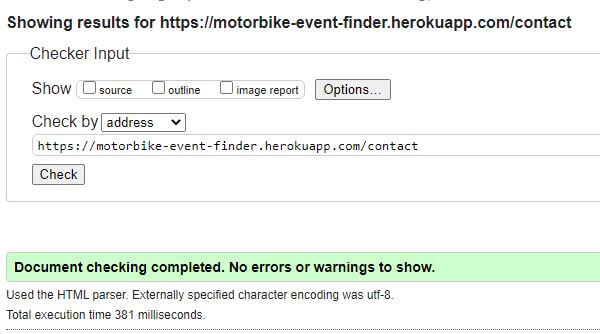 Showing results for https://motorbike-event-finder.herokuapp.com/contact
Checker Input
Show source outline image report Options...
Check by address
https://motorbike-event-finder.herokuapp.com/contact
Check
Document checking completed. No errors or warnings to show.
Used the HTML parser. Externally specified character encoding was utf-8.
Total execution time 381 milliseconds.